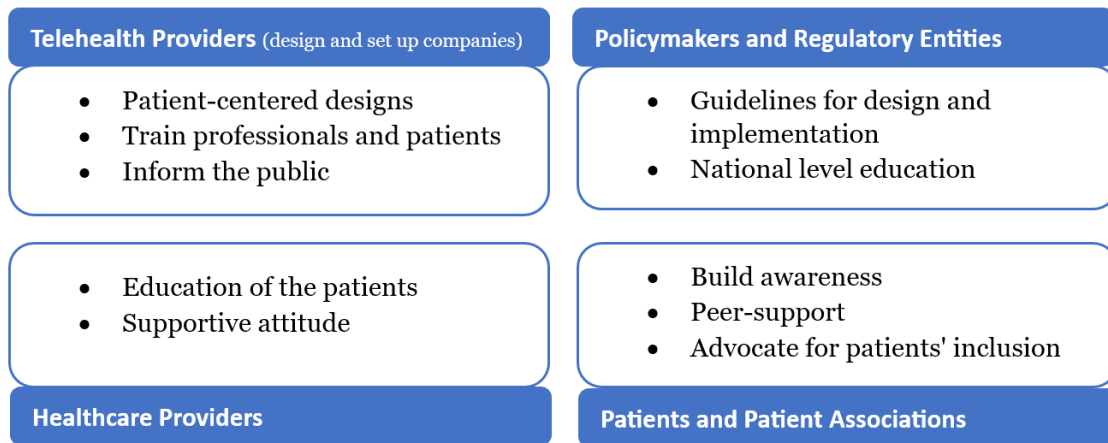 Telehealth Providers (design and set up companies)
• Patient-centered designs
• Train professionals and patients
• Inform the public
Policymakers and Regulatory Entities
• Guidelines for design and
implementation
• National level education
• Education of the patients
• Supportive attitude
Healthcare Providers
• Build awareness
• Peer-support
• Advocate for patients' inclusion
Patients and Patient Associations